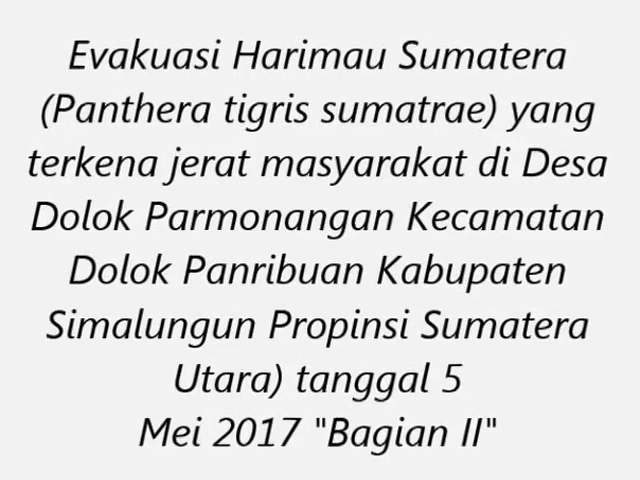 Evakuasi Harimau Sumatera
(Panthera tigris sumatrae) yang
terkena jerat masyarakat di Desa
Dolok Parmonangan Kecamatan
Dolok Panribuan Kabupaten
Simalungun Propinsi Sumatera
Utara) tanggal 5
Mei 2017 "Bagian II"